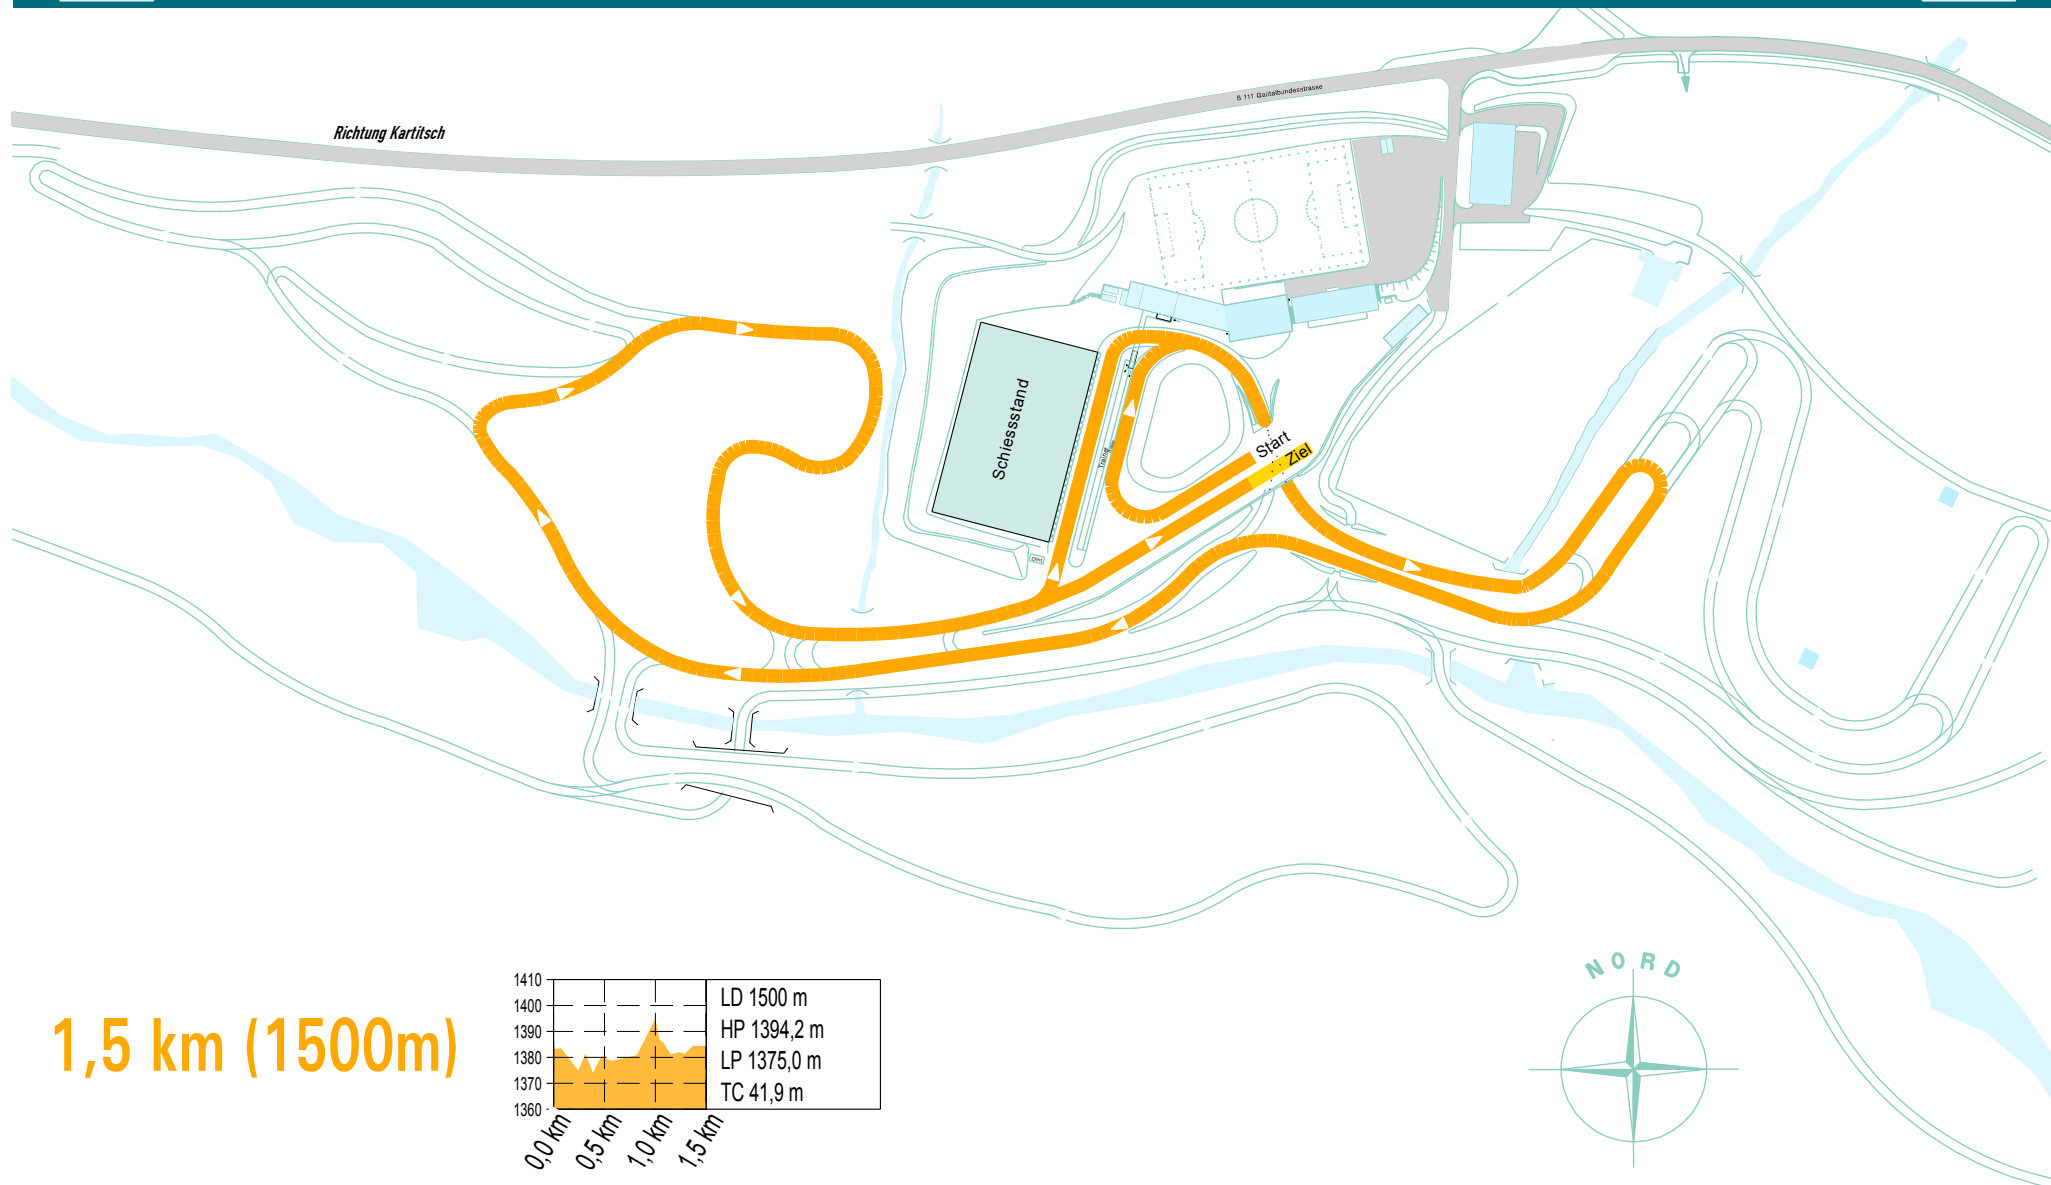 B 111 Gailtalbundesstrasse
Richtung Kartitsch
Schiessstand
Start
Ziel
NORD
1,5 km (1500m)
1410
1400
1390
1380
1370
1360
0,0 km
0,5 km
1,0 km
1,5 km
LD 1500 m
HP 1394,2 m
LP 1375,0 m
TC 41,9 m